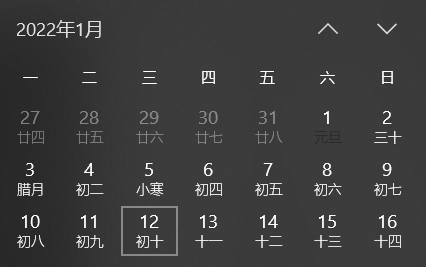 2022年1月
一 二 三 四 五 六 日
27 28 29 30 31 1 2
廿四 廿五 廿六 廿七 廿八 元旦 三十
3 4 5 6 7 8 9
腊月 初二 小寒 初四 初五 初六 初七
10 11 12 13 14 15 16
初八 初九 初十 十一 十二 十三 十四